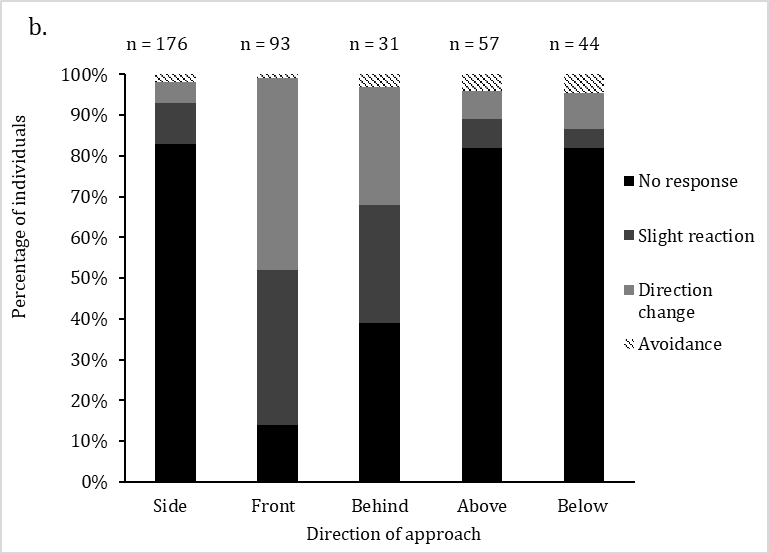 b.
n = 176
n = 93
n = 31
n = 57
n = 44
100%
90%
80%
70%
60%
50%
40%
30%
20%
10%
0%
Percentage of individuals
Side
Front
Behind
Above
Below
Direction of approach
No response
Slight reaction
Direction
change
Avoidance